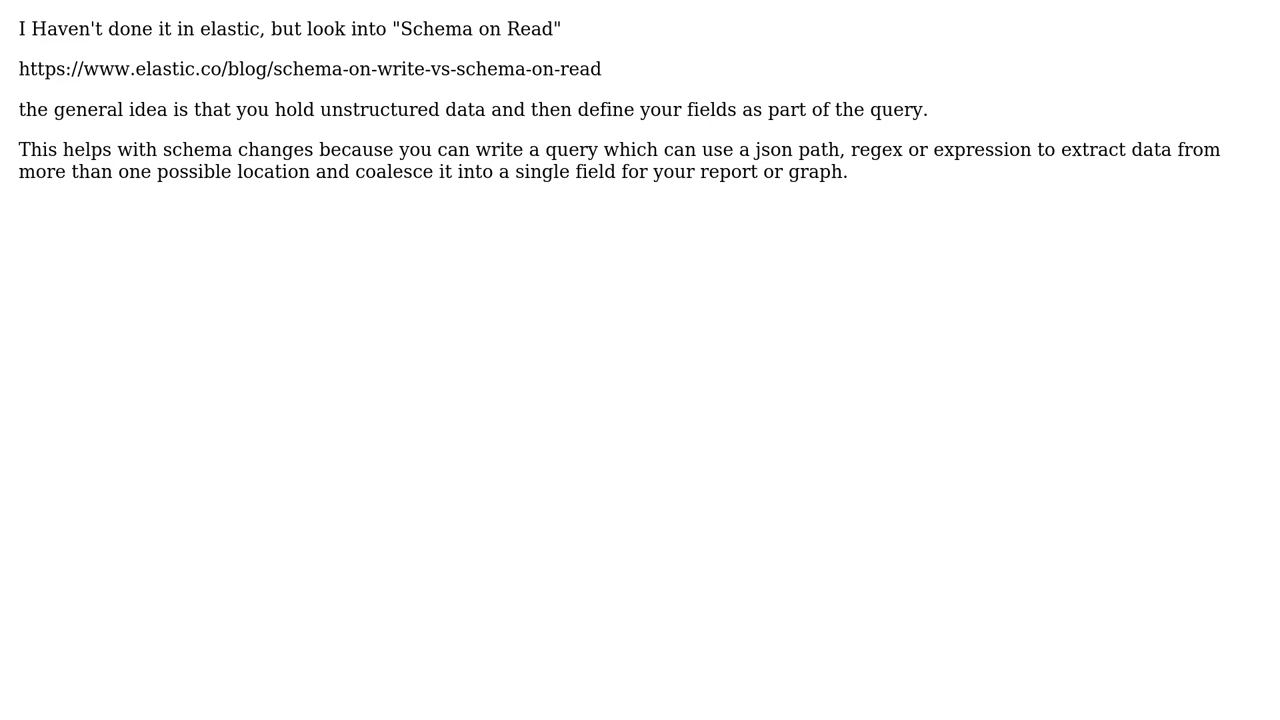 I Haven't done it in elastic, but look into "Schema on Read"
https://www.elastic.co/blog/schema-on-write-vs-schema-on-read
the general idea is that you hold unstructured data and then define your fields as part of the query.
This helps with schema changes because you can write a query which can use a json path, regex or expression to extract data from
more than one possible location and coalesce it into a single field for your report or graph.